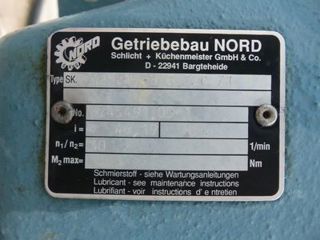 NORD
Getriebebau NORD
Schlicht + Küchenmeister GmbH & Co.
D - 22941 Bargteheide
Type SK.
No.
i =
n₁ / n₂= 1/min
M₂ max= Nm
Schmierstoff - siehe Wartungsanleitungen
Lubricant - see maintenance instructions
Lubrifiant - voir instructions d' entretien